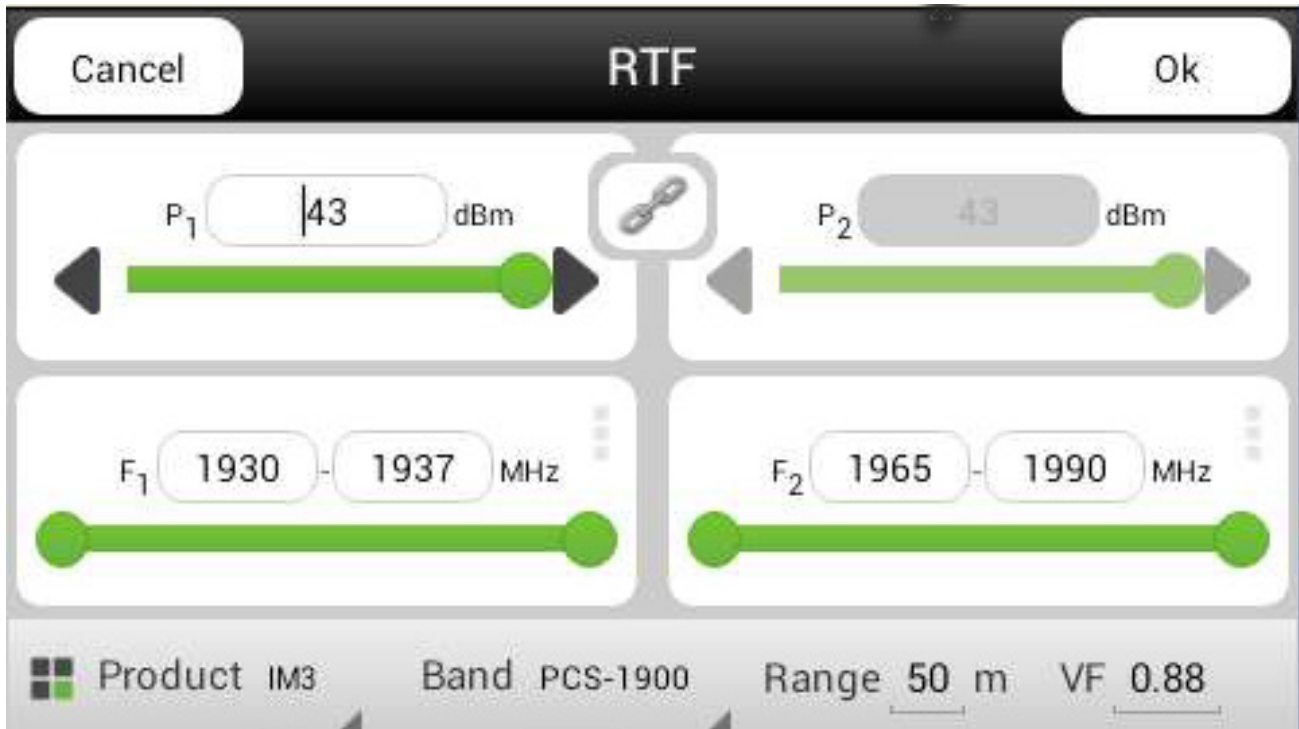 Cancel RTF Ok
P1 43 dBm P2 43 dBm
F1 1930 - 1937 MHz F2 1965 - 1990 MHz
Product IM3 Band PCS-1900 Range 50 m VF 0.88